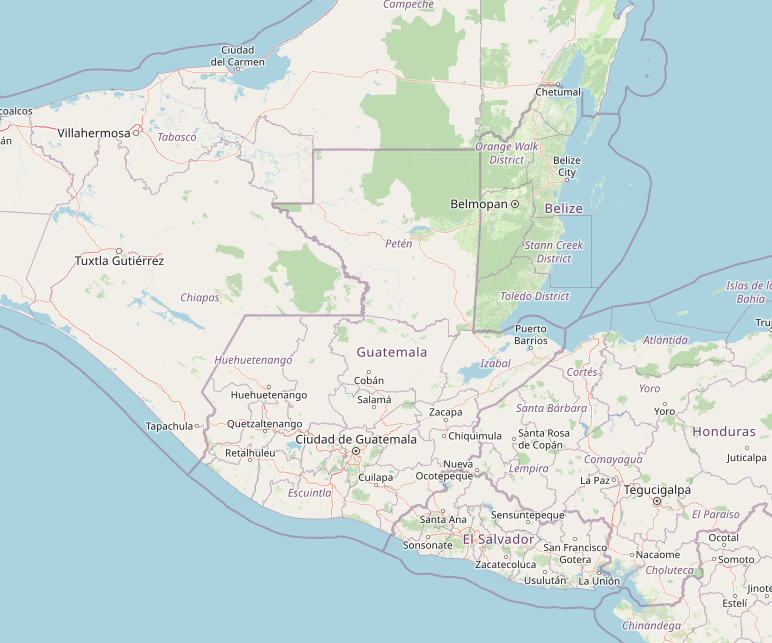 Campeche
Ciudad
del Carmen
Chetumal
coalcos
Villahermosa
Tabasco
án
Orange Walk
District
Belize
City
Belmopan
Belize
Petén
Stann Creek
District
Tuxtla Gutiérrez
Chiapas
Toledo District
Islas de la
Bahía
Puerto
Barrios
Tru
Atlántida
Guatemala
Huehuetenango
Izabal
Cortés
Cobán
Yoro
Huehuetenango
Salamá
Santa Bárbara
Yoro
Zacapa
Tapachula
Quetzaltenango
Ciudad de Guatemala
Chiquimula
Santa Rosa
de Copán
Honduras
Retalhuleu
Comayagua
Juticalpa
Nueva
Ocotepeque
Lempira
Cuilapa
La Paz
Escuintla
Tegucigalpa
Santa Ana
Sensuntepeque
El Paraíso
Sonsonate
El Salvador
San Francisco
Gotera
Ocotal
Nacaome
Somoto
Zacatecoluca
Choluteca
Usulután
La Unión
Jinote
Estelí
Chinandega